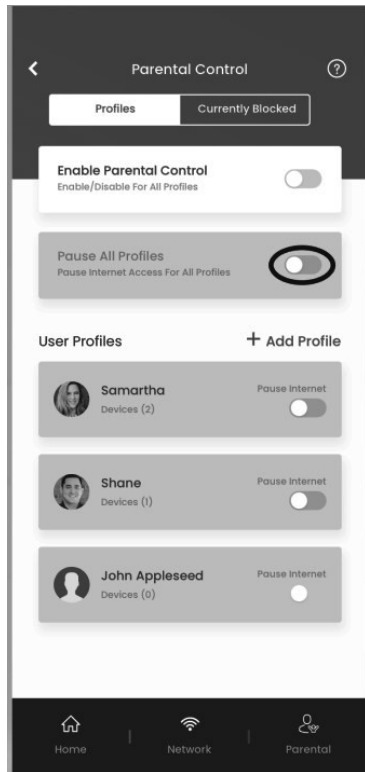 Parental Control
?
Profiles
Currently Blocked
Enable Parental Control
Enable/Disable For All Profiles
Pause All Profiles
Pause Internet Access For All Profiles
User Profiles
+ Add Profile
Samartha
Pause Internet
Devices (2)
Shane
Pause Internet
Devices (1)
John Appleseed
Pause Internet
Devices (0)
Home
Network
Parental